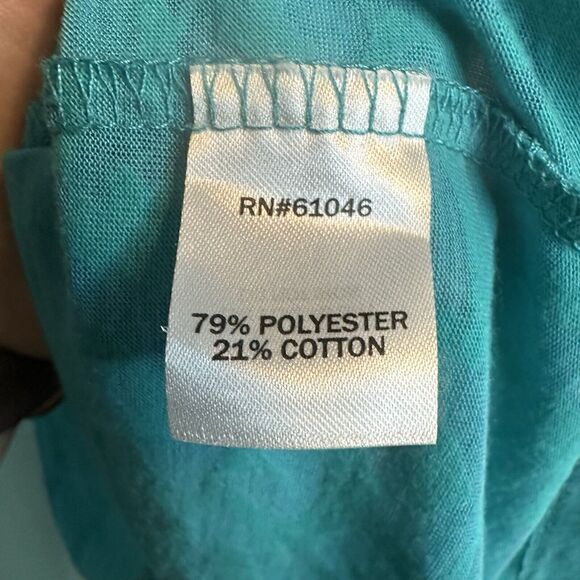 RN#61046
79% POLYESTER
21% COTTON